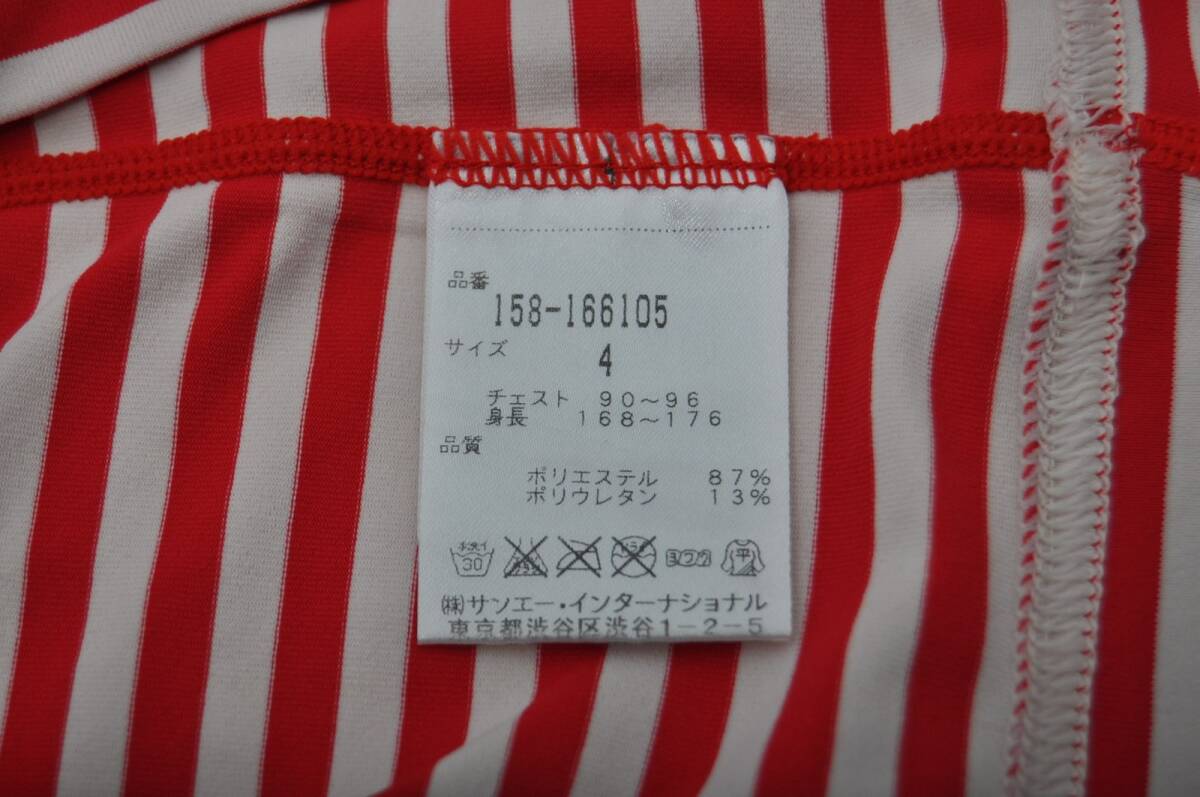 品番
158-166105
サイズ
4
チェスト 90~96
身長 168~176
品質
ポリエステル 87%
ポリウレタン 13%
30 平
(株)サンエー・インターナショナル
東京都渋谷区渋谷1-2-5